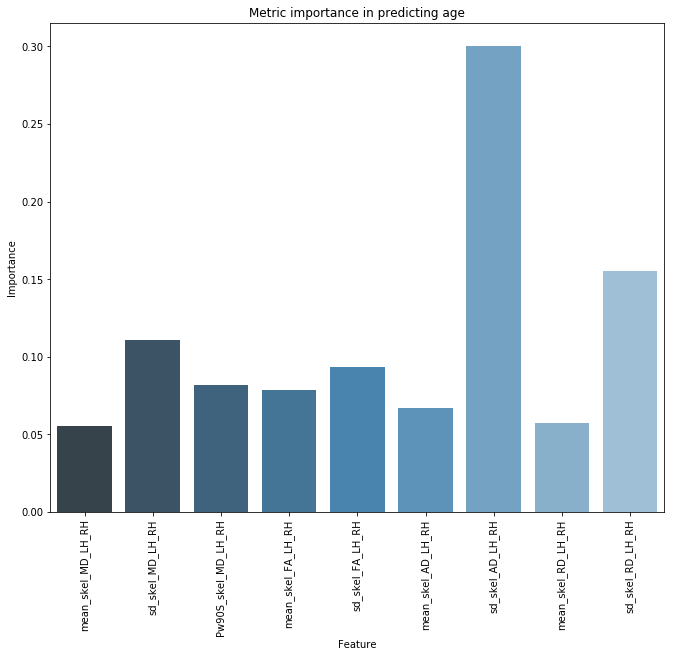 Metric importance in predicting age
Importance
0.30
0.25
0.20
0.15
0.10
0.05
0.00
mean_skel_MD_LH_RH
sd_skel_MD_LH_RH
Pw90S_skel_MD_LH_RH
mean_skel_FA_LH_RH
sd_skel_FA_LH_RH
mean_skel_AD_LH_RH
sd_skel_AD_LH_RH
mean_skel_RD_LH_RH
sd_skel_RD_LH_RH
Feature